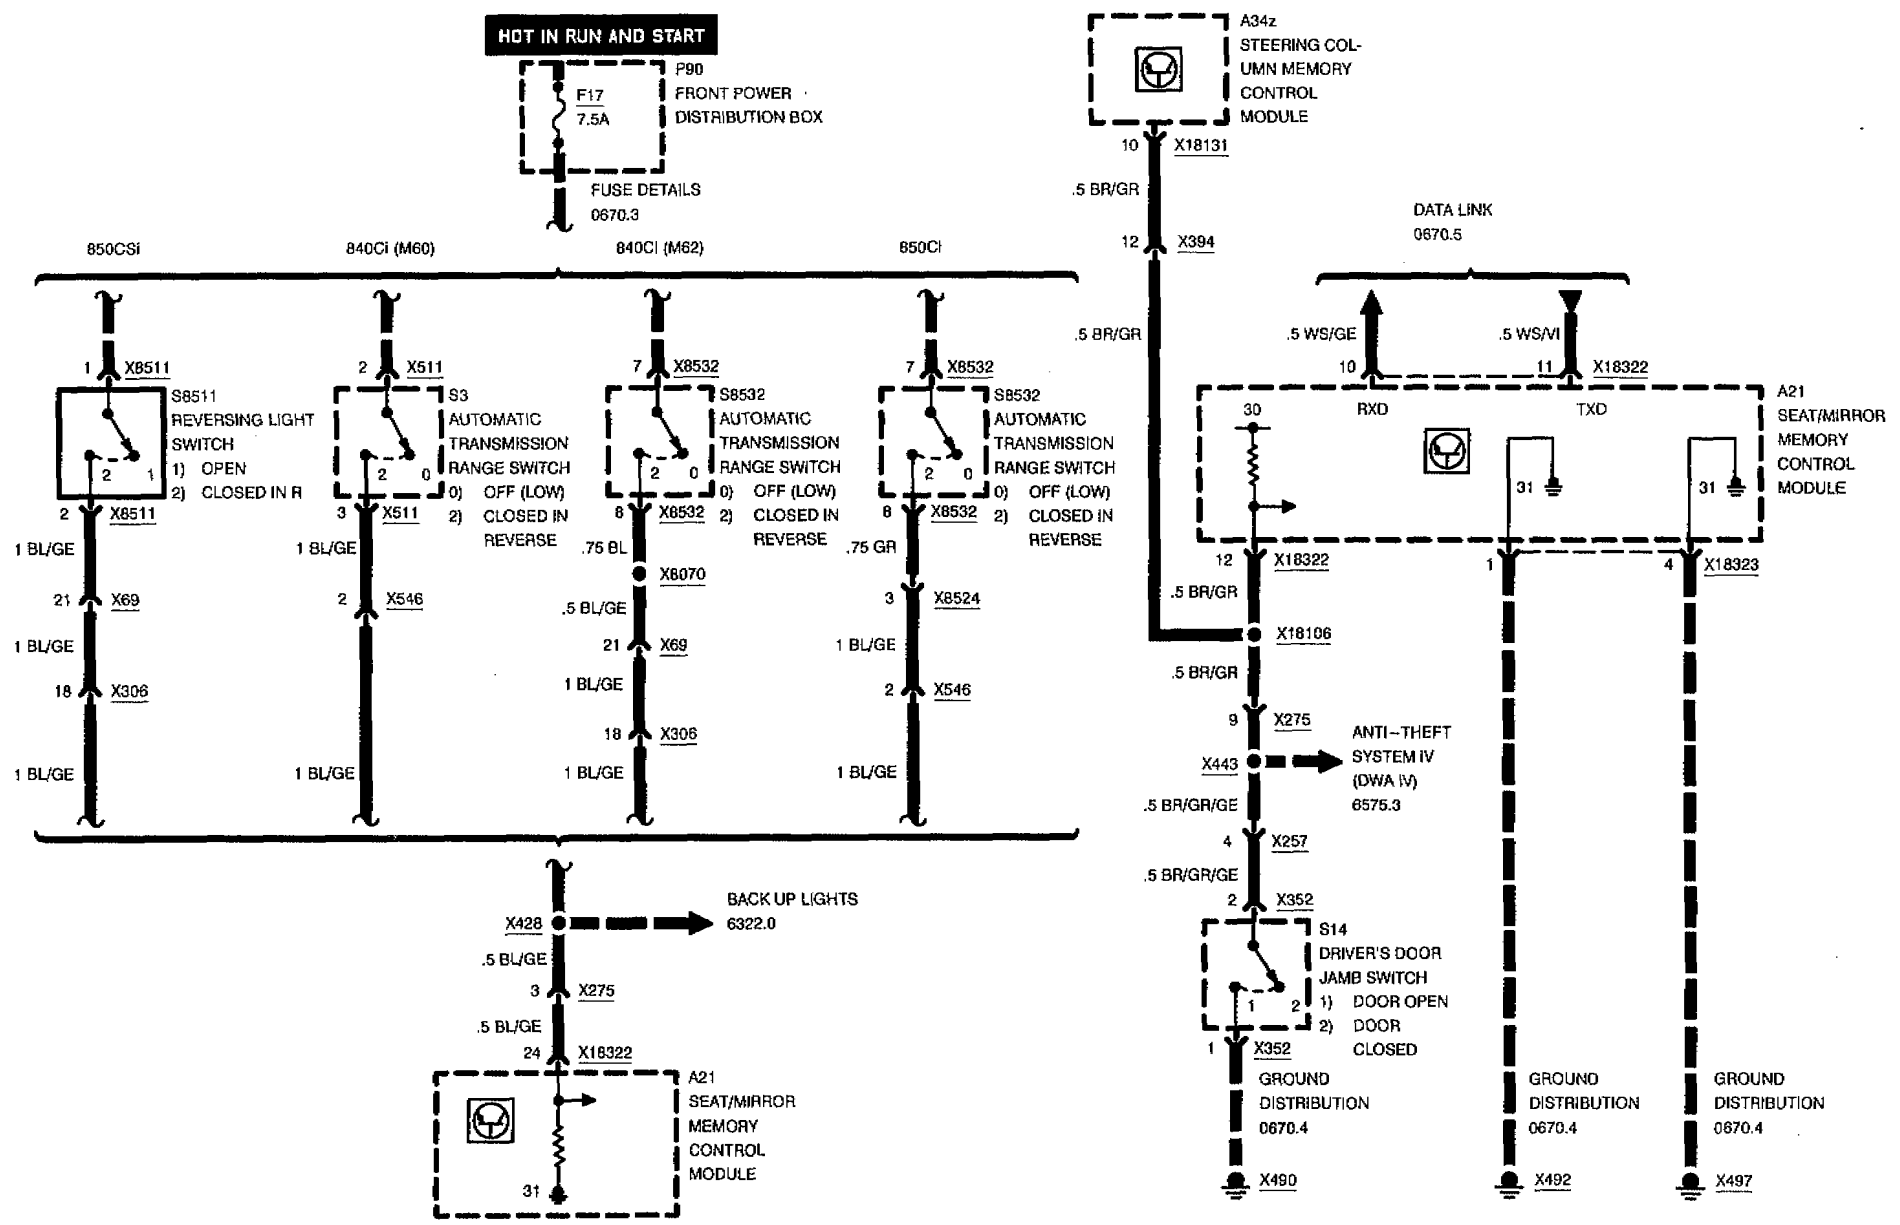 HOT IN RUN AND START
P90
FRONT POWER
DISTRIBUTION BOX
F17
7.5A
FUSE DETAILS
0670.3
850CSi
840Ci (M60)
840CI (M62)
850CI
1 X8511
S8511
REVERSING LIGHT
SWITCH
1) OPEN
2) CLOSED IN R
2 1
2 X8511
1 BL/GE
21 X69
1 BL/GE
18 X306
1 BL/GE
2 X511
S3
AUTOMATIC
TRANSMISSION
RANGE SWITCH
0) OFF (LOW)
2) CLOSED IN
REVERSE
2 0
3 X511
1 BL/GE
2 X546
1 BL/GE
7 X8532
S8532
AUTOMATIC
TRANSMISSION
RANGE SWITCH
0) OFF (LOW)
2) CLOSED IN
REVERSE
2 0
8 X8532
.75 BL
X8070
.5 BL/GE
21 X69
1 BL/GE
18 X306
1 BL/GE
7 X8532
S8532
AUTOMATIC
TRANSMISSION
RANGE SWITCH
0) OFF (LOW)
2) CLOSED IN
REVERSE
2 0
8 X8532
.75 GR
3 X8524
1 BL/GE
2 X546
1 BL/GE
X428
BACK UP LIGHTS
6322.0
.5 BL/GE
3 X275
.5 BL/GE
24 X18322
A21
SEAT/MIRROR
MEMORY
CONTROL
MODULE
31
A34z
STEERING COL-
UMN MEMORY
CONTROL
MODULE
10 X18131
.5 BR/GR
12 X394
.5 BR/GR
DATA LINK
0670.5
.5 WS/GE
.5 WS/VI
10
11 X18322
A21
SEAT/MIRROR
MEMORY
CONTROL
MODULE
30
RXD
TXD
31
31
12 X18322
1
4 X18323
.5 BR/GR
X18106
.5 BR/GR
9 X275
X443
ANTI-THEFT
SYSTEM IV
(DWA IV)
6575.3
.5 BR/GR/GE
4 X257
.5 BR/GR/GE
2 X352
S14
DRIVER'S DOOR
JAMB SWITCH
1) DOOR OPEN
2) DOOR
CLOSED
1 2
1 X352
GROUND
DISTRIBUTION
0670.4
X490
GROUND
DISTRIBUTION
0670.4
X492
GROUND
DISTRIBUTION
0670.4
X497